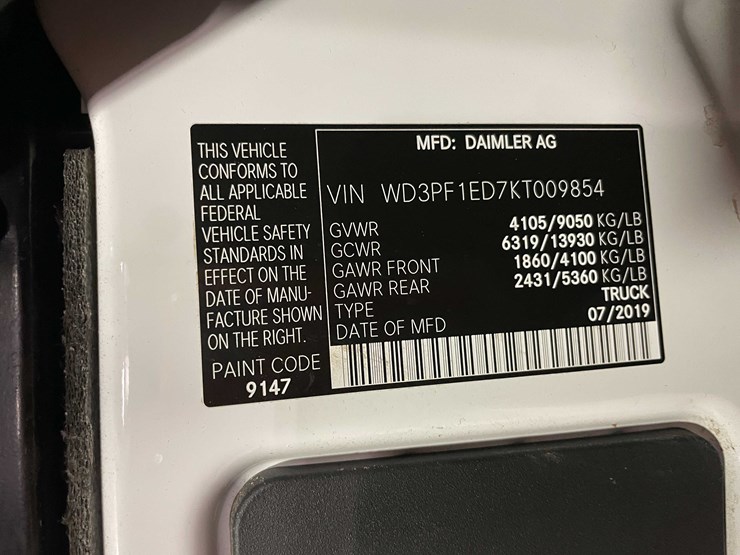 THIS VEHICLE
CONFORMS TO
ALL APPLICABLE
FEDERAL
VEHICLE SAFETY
STANDARDS IN
EFFECT ON THE
DATE OF MANU-
FACTURE SHOWN
ON THE RIGHT.
PAINT CODE
9147
MFD: DAIMLER AG
VIN WD3PF1ED7KT009854
GVWR 4105/9050 KG/LB
GCWR 6319/13930 KG/LB
GAWR FRONT 1860/4100 KG/LB
GAWR REAR 2431/5360 KG/LB
TYPE TRUCK
DATE OF MFD 07/2019